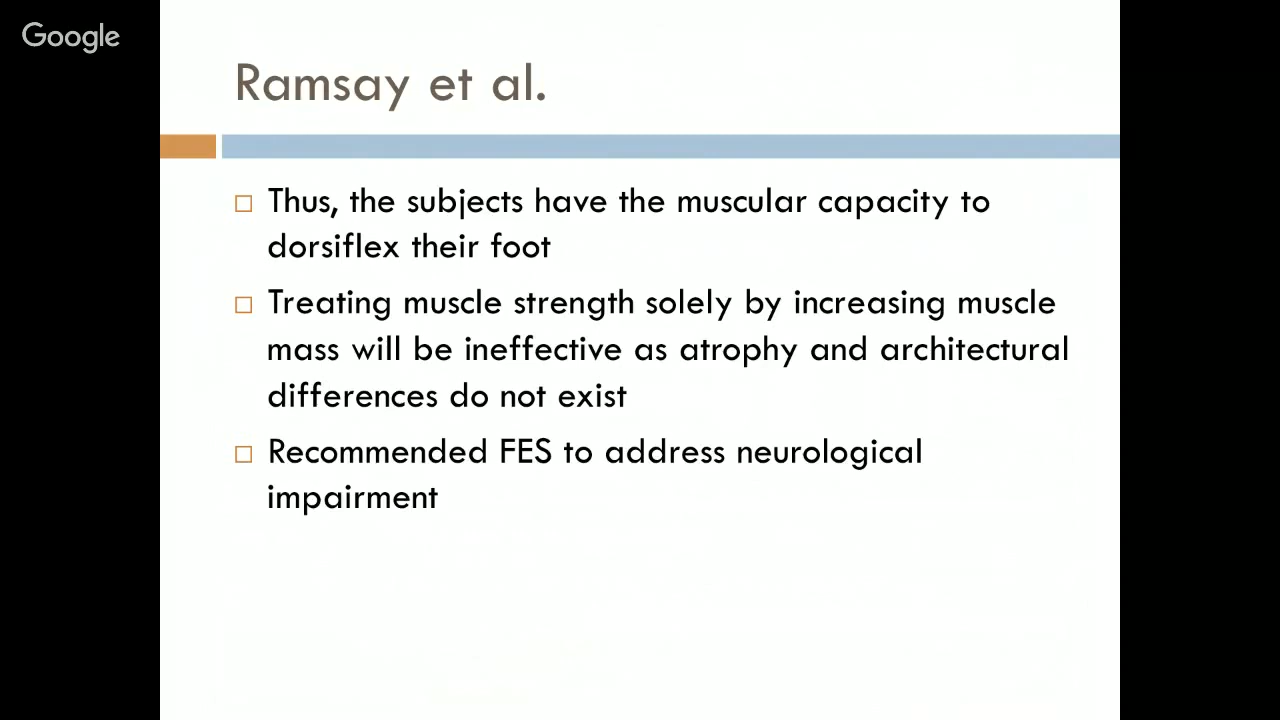 Google
Ramsay et al.
Thus, the subjects have the muscular capacity to
dorsiflex their foot
Treating muscle strength solely by increasing muscle
mass will be ineffective as atrophy and architectural
differences do not exist
Recommended FES to address neurological
impairment